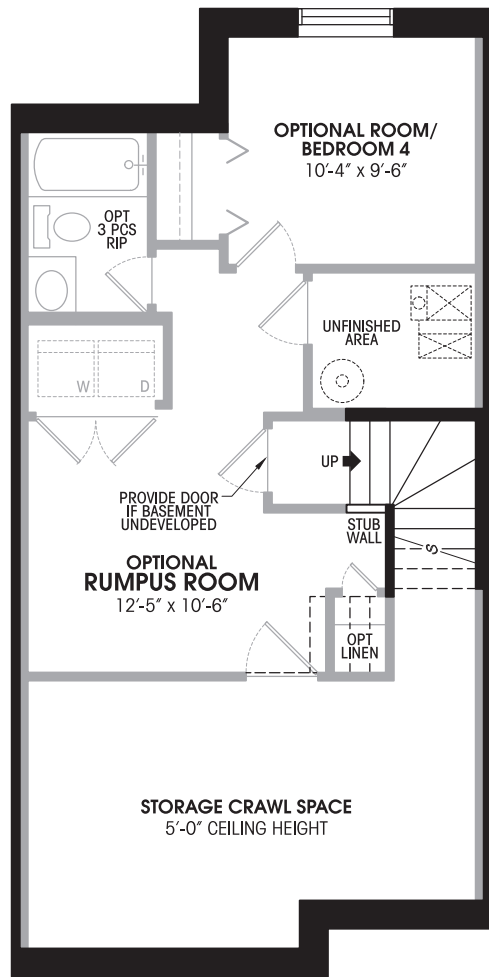 OPTIONAL ROOM/
BEDROOM 4
10'-4" x 9'-6"
OPT
3 PCS
RIP
UNFINISHED
AREA
W
D
UP
PROVIDE DOOR
IF BASEMENT
UNDEVELOPED
STUB
WALL
S
OPTIONAL
RUMPUS ROOM
12'-5" x 10'-6"
OPT
LINEN
STORAGE CRAWL SPACE
5'-0" CEILING HEIGHT